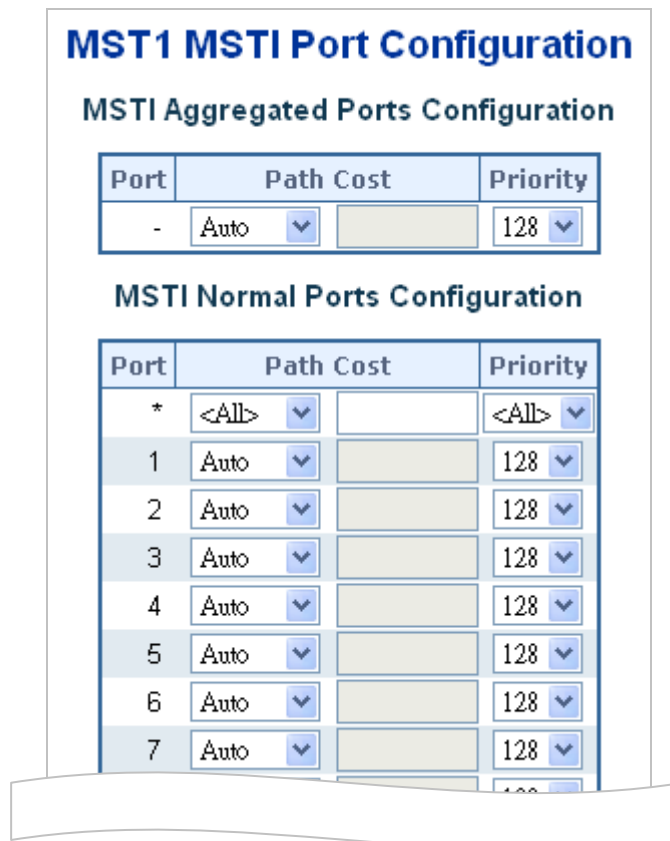 MST1 MSTI Port Configuration
MSTI Aggregated Ports Configuration
Port Path Cost Priority
- Auto 128
MSTI Normal Ports Configuration
Port Path Cost Priority
* <All> <All>
1 Auto 128
2 Auto 128
3 Auto 128
4 Auto 128
5 Auto 128
6 Auto 128
7 Auto 128